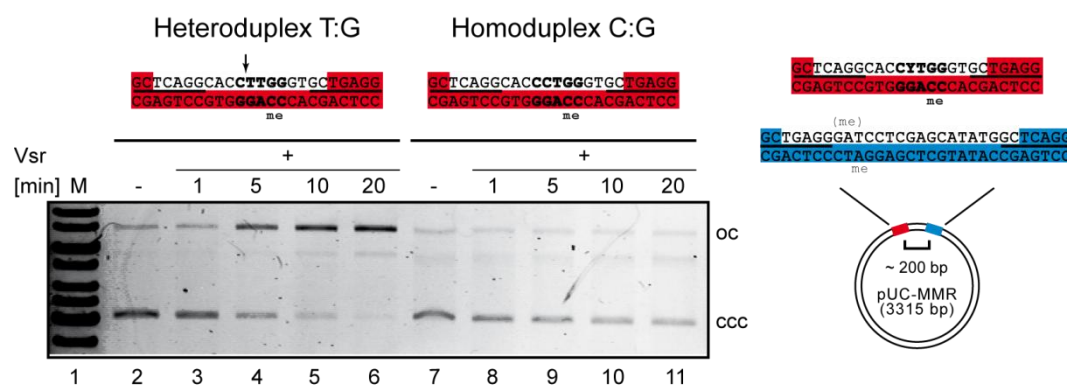 Heteroduplex T:G
GCTCAGGCACCTTGGGTGCTGAGG
CGAGTCCGTGGGACCCACGACTCC
me
Homoduplex C:G
GCTCAGGCACCCTGGGTGCTGAGG
CGAGTCCGTGGGACCCACGACTCC
me
GCTCAGGCACCYTGGGTGCTGAGG
CGAGTCCGTGGGACCCACGACTCC
me
(me)
GCTGAGGGATCCTCGAGCATATGGCTCAGG
CGACTCCCTAGGAGCTCGTATACCGAGTCC
me
Vsr + +
[min] M - 1 5 10 20 - 1 5 10 20
oc
ccc
1 2 3 4 5 6 7 8 9 10 11
~ 200 bp
pUC-MMR
(3315 bp)